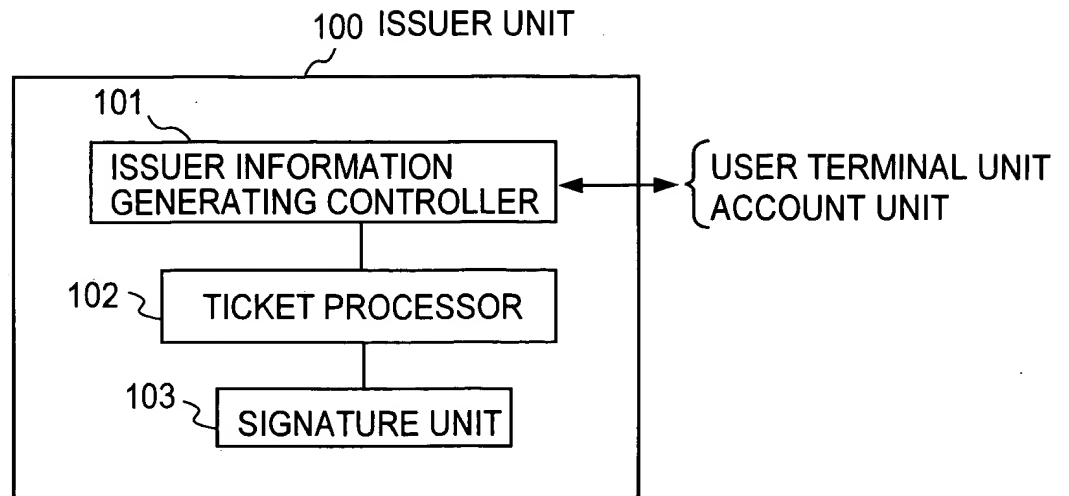 100 ISSUER UNIT
101
ISSUER INFORMATION
GENERATING CONTROLLER
USER TERMINAL UNIT
ACCOUNT UNIT
102
TICKET PROCESSOR
103
SIGNATURE UNIT